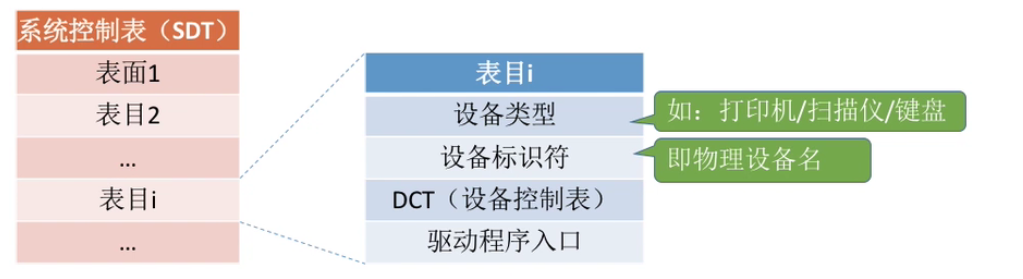 系统控制表（SDT）
表面1
表目2
...
表目i
...
表目i
设备类型
设备标识符
DCT（设备控制表）
驱动程序入口
如：打印机/扫描仪/键盘
即物理设备名